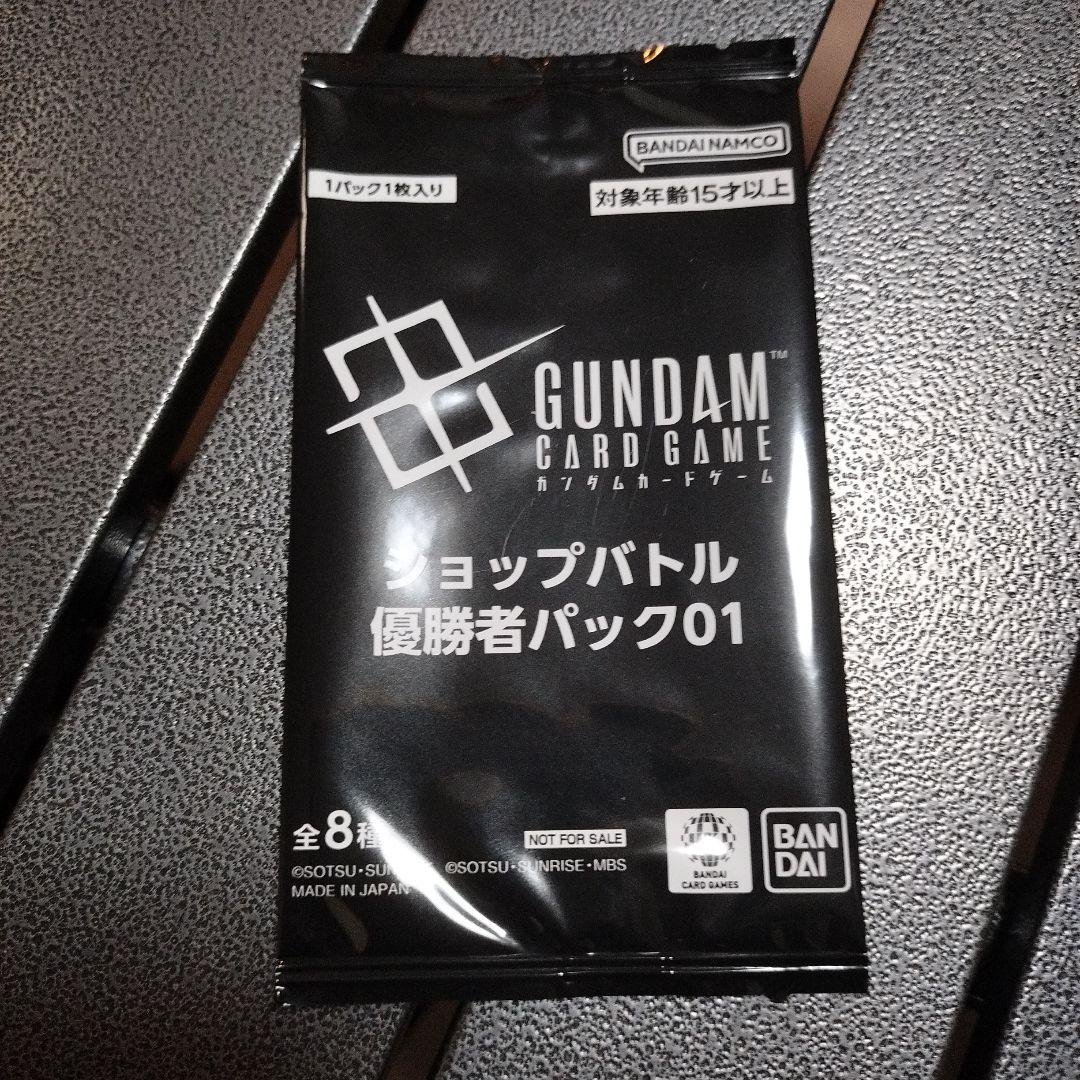 BANDAI NAMCO
1パック1枚入り
対象年齢15才以上
GUNDAM™
CARD GAME
ガンダムカードゲーム
ショップバトル
優勝者パック01
全8種
NOT FOR SALE
©SOTSU・SUNRISE ©SOTSU・SUNRISE・MBS
MADE IN JAPAN
BANDAI
CARD GAMES
BAN
DAI